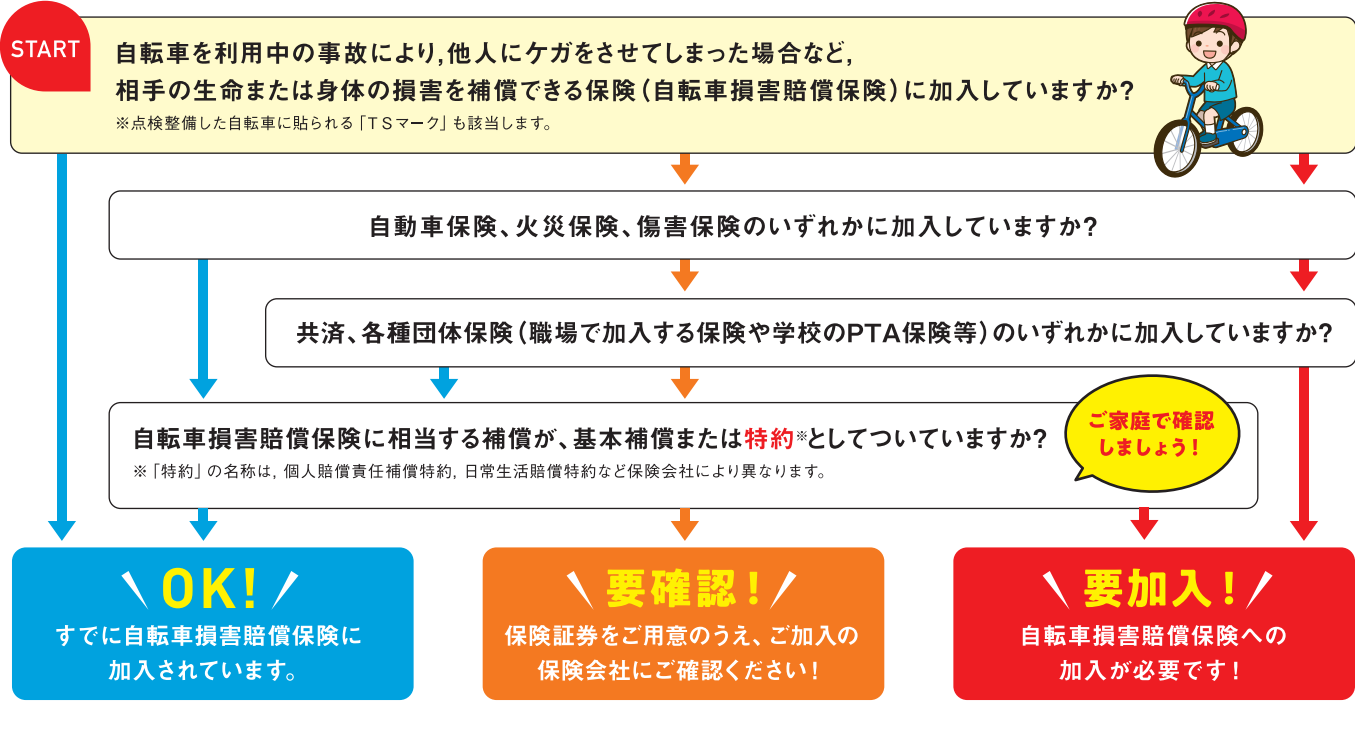 START
自転車を利用中の事故により,他人にケガをさせてしまった場合など,
相手の生命または身体の損害を補償できる保険(自転車損害賠償保険)に加入していますか?
※点検整備した自転車に貼られる「TSマーク」も該当します。
自動車保険、火災保険、傷害保険のいずれかに加入していますか?
共済、各種団体保険(職場で加入する保険や学校のPTA保険等)のいずれかに加入していますか?
自転車損害賠償保険に相当する補償が、基本補償または特約※としてついていますか?
※「特約」の名称は,個人賠償責任補償特約,日常生活賠償特約など保険会社により異なります。
ご家庭で確認
しましょう!
OK!
すでに自転車損害賠償保険に
加入されています。
要確認!
保険証券をご用意のうえ、ご加入の
保険会社にご確認ください!
要加入!
自転車損害賠償保険への
加入が必要です!